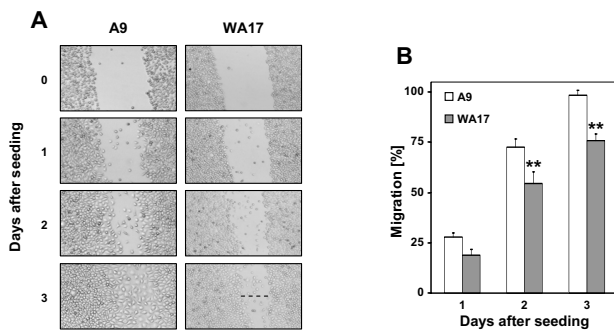 A
A9
WA17
0
1
2
3
Days after seeding
B
100
75
50
25
0
Migration [%]
A9
WA17
**
**
1
2
3
Days after seeding